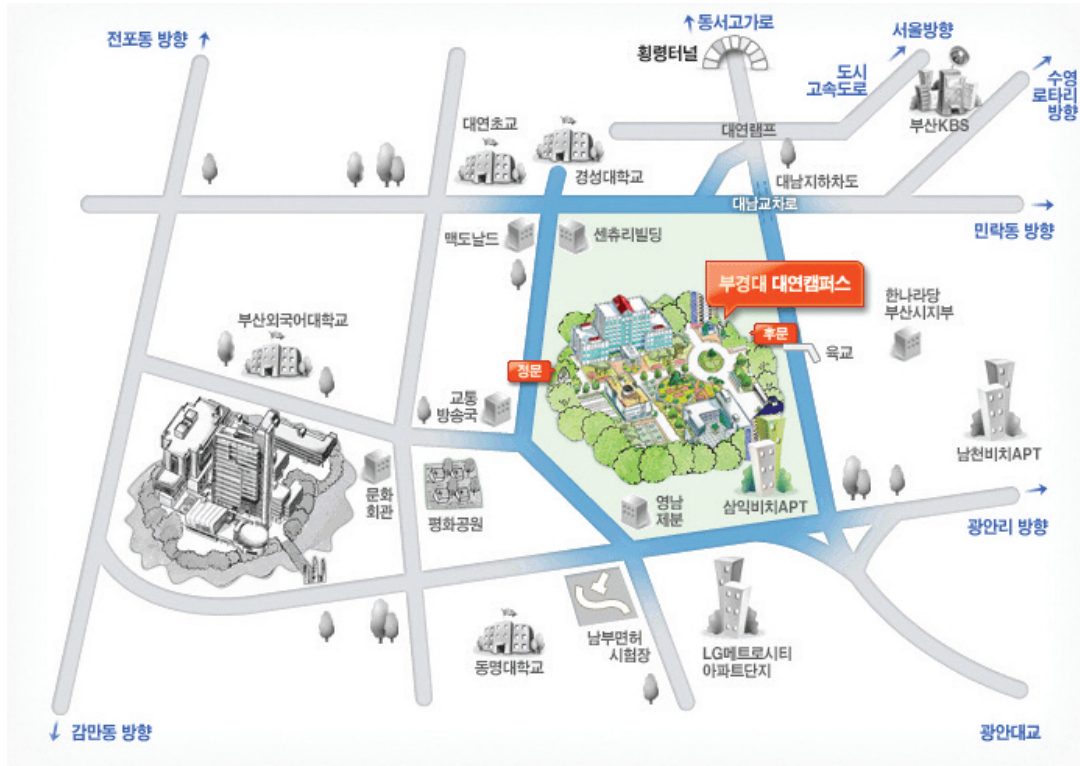 동서고가로
전포동 방향
서울방향
횡령터널
도시
고속도로
수영
로타리
방향
대연초교
대연램프
부산KBS
경성대학교
대남지하차도
대남교차로
맥도날드
센츄리빌딩
민락동 방향
부경대 대연캠퍼스
한나라당
부산시지부
부산외국어대학교
후문
육교
정문
교통
방송국
남천비치APT
문화
회관
평화공원
영남
제분
삼익비치APT
광안리 방향
남부면허
시험장
LG메트로시티
아파트단지
동명대학교
감만동 방향
광안대교